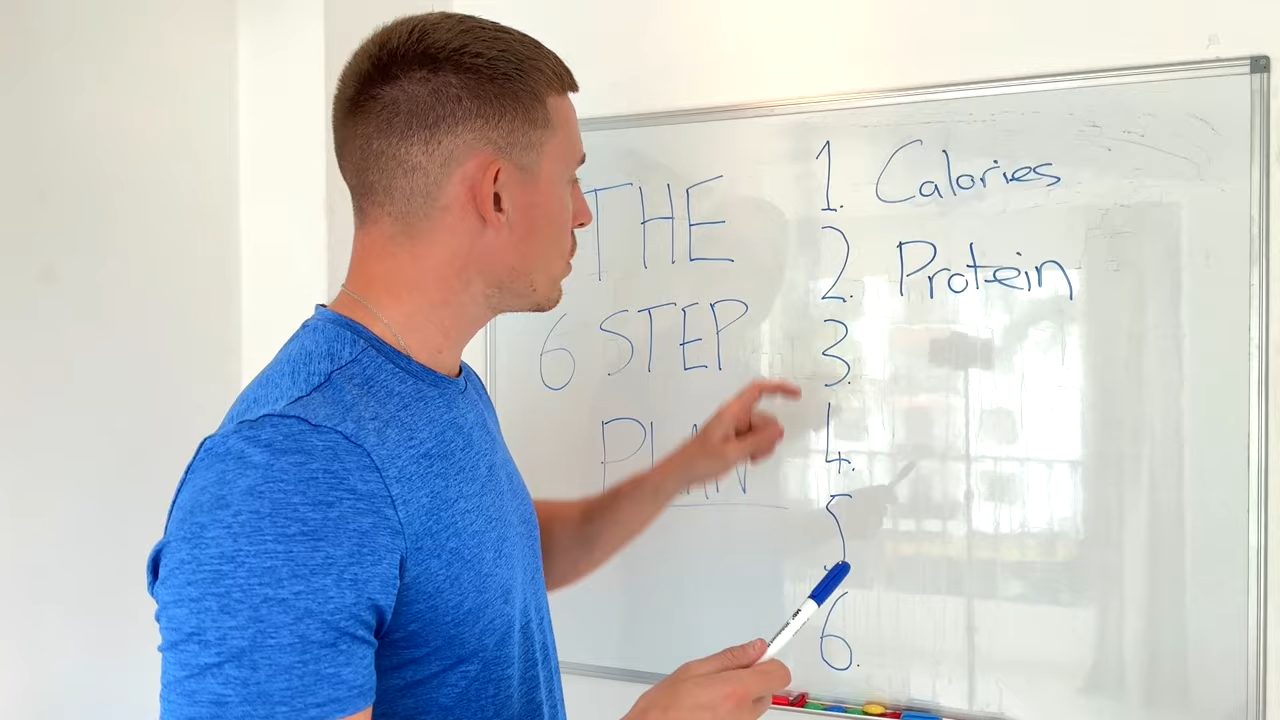 THE
6 STEP
PLAN
1. Calories
2. Protein
3.
4.
5
6.